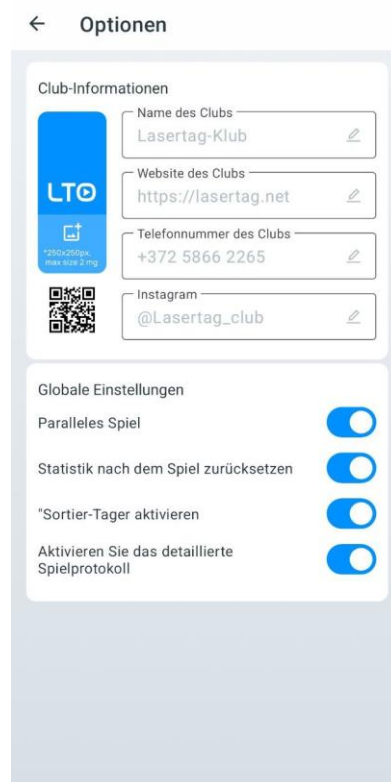 Optionen
Club-Informationen
Name des Clubs
Lasertag-Klub
Website des Clubs
https://lasertag.net
Telefonnummer des Clubs
+372 5866 2265
Instagram
@Lasertag_club
LTO
*250x250px,
max size 2 mg
Globale Einstellungen
Paralleles Spiel
Statistik nach dem Spiel zurücksetzen
"Sortier-Tager aktivieren
Aktivieren Sie das detaillierte
Spielprotokoll